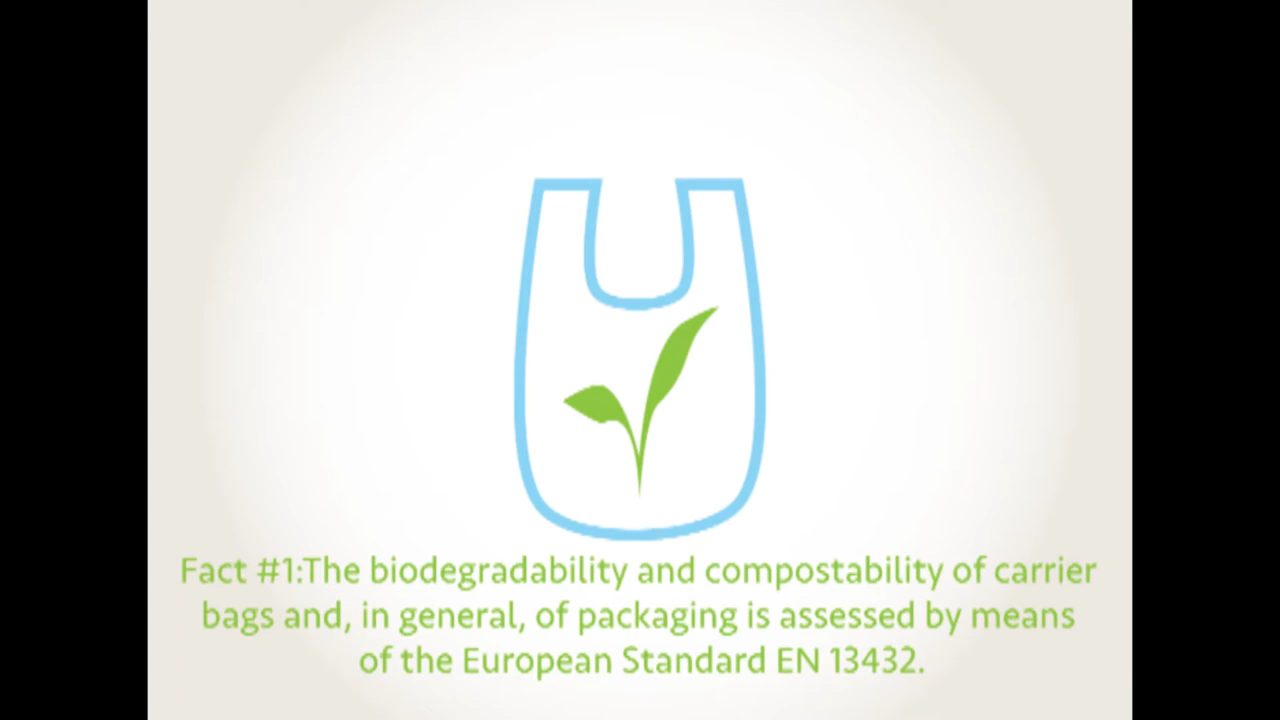 Fact #1:The biodegradability and compostability of carrier
bags and, in general, of packaging is assessed by means
of the European Standard EN 13432.